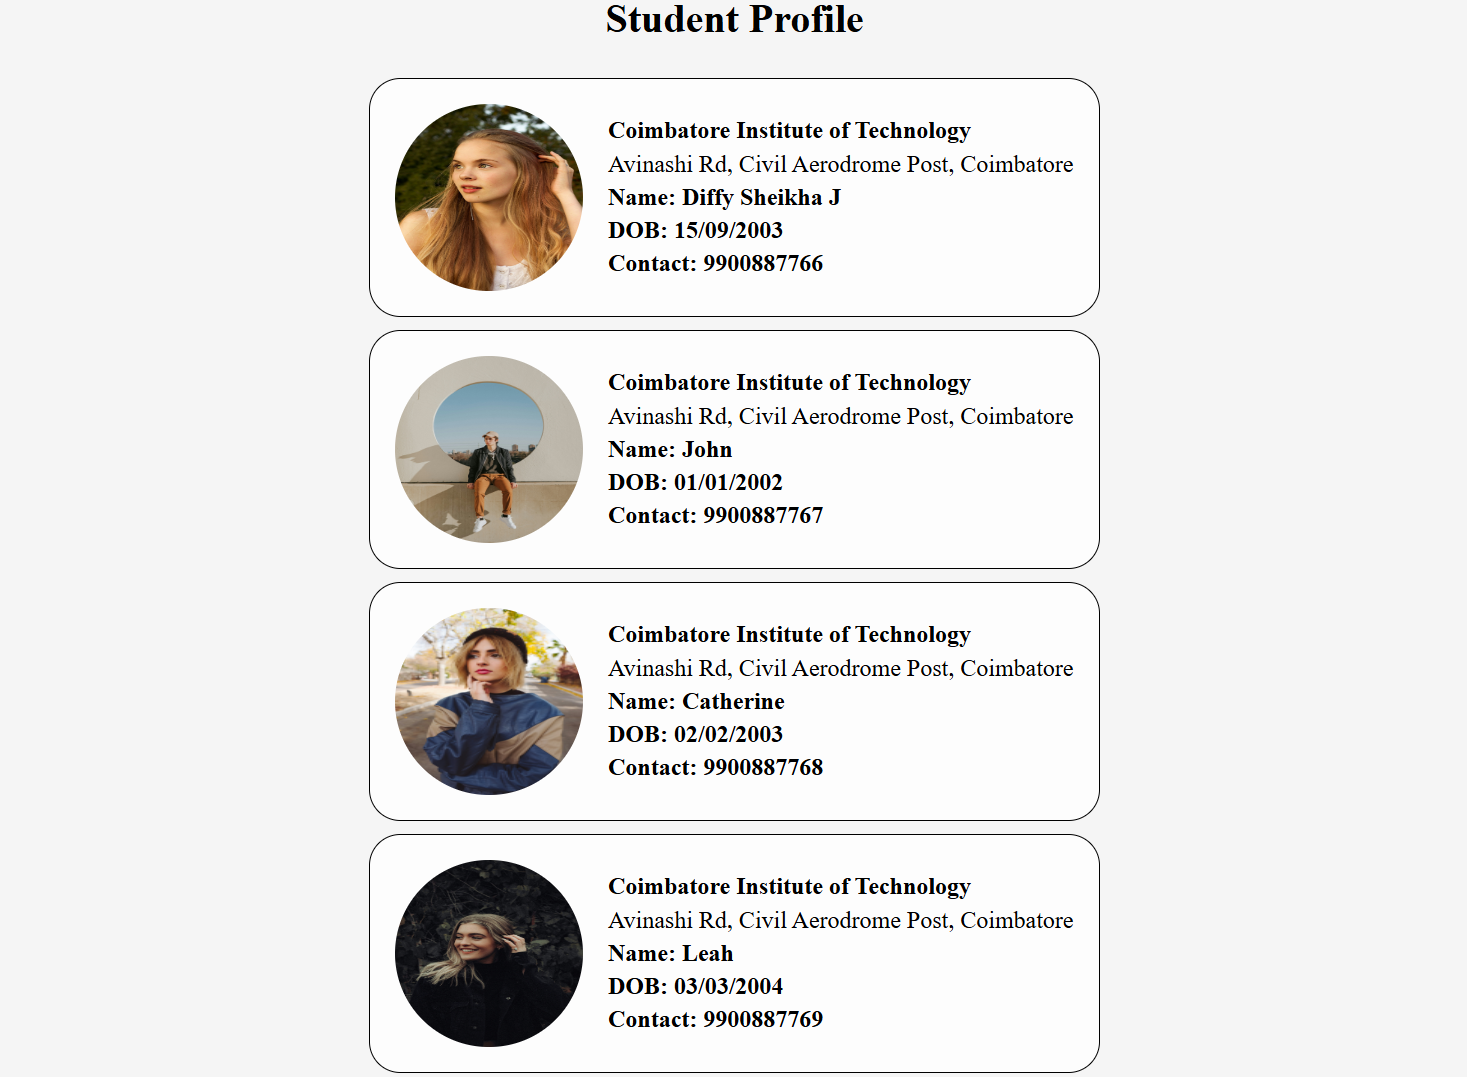 Student Profile
Coimbatore Institute of Technology
Avinashi Rd, Civil Aerodrome Post, Coimbatore
Name: Diffy Sheikha J
DOB: 15/09/2003
Contact: 9900887766
Coimbatore Institute of Technology
Avinashi Rd, Civil Aerodrome Post, Coimbatore
Name: John
DOB: 01/01/2002
Contact: 9900887767
Coimbatore Institute of Technology
Avinashi Rd, Civil Aerodrome Post, Coimbatore
Name: Catherine
DOB: 02/02/2003
Contact: 9900887768
Coimbatore Institute of Technology
Avinashi Rd, Civil Aerodrome Post, Coimbatore
Name: Leah
DOB: 03/03/2004
Contact: 9900887769